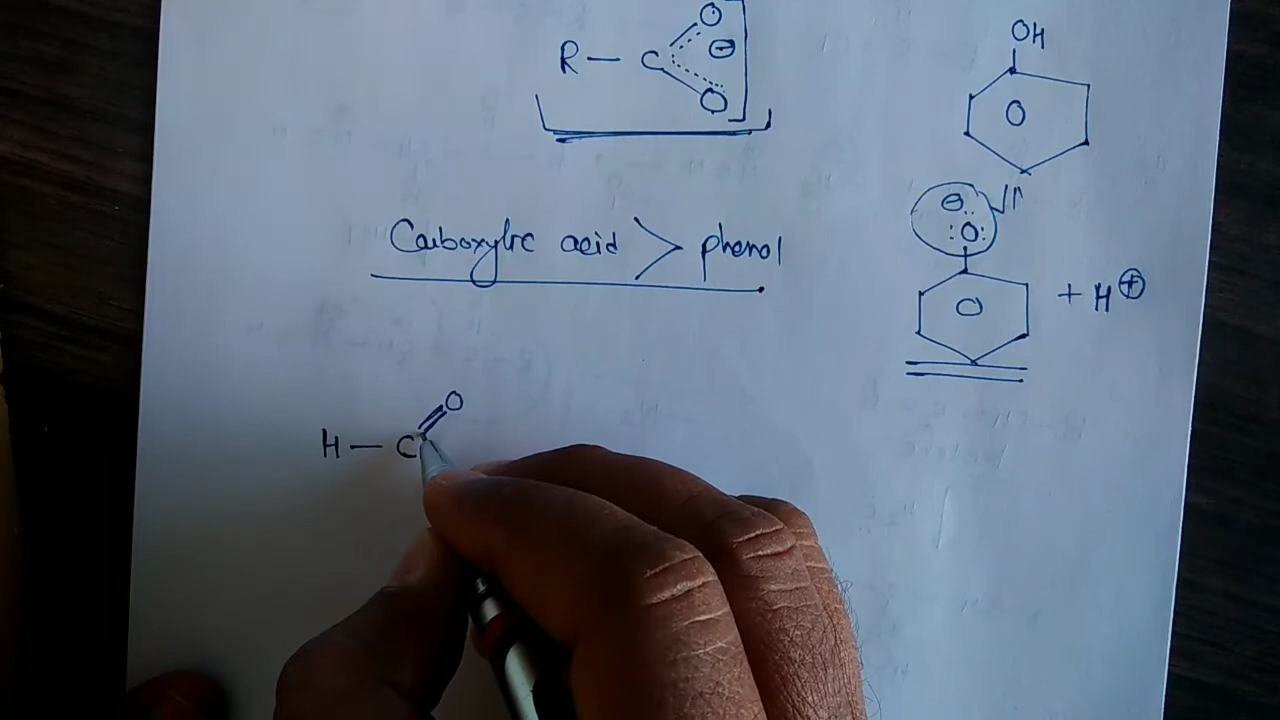 R — C O ⊖ O
OH
O
Carboxylic acid > phenol
⊖
:Ö:
O
+ H⊕
H — C = O